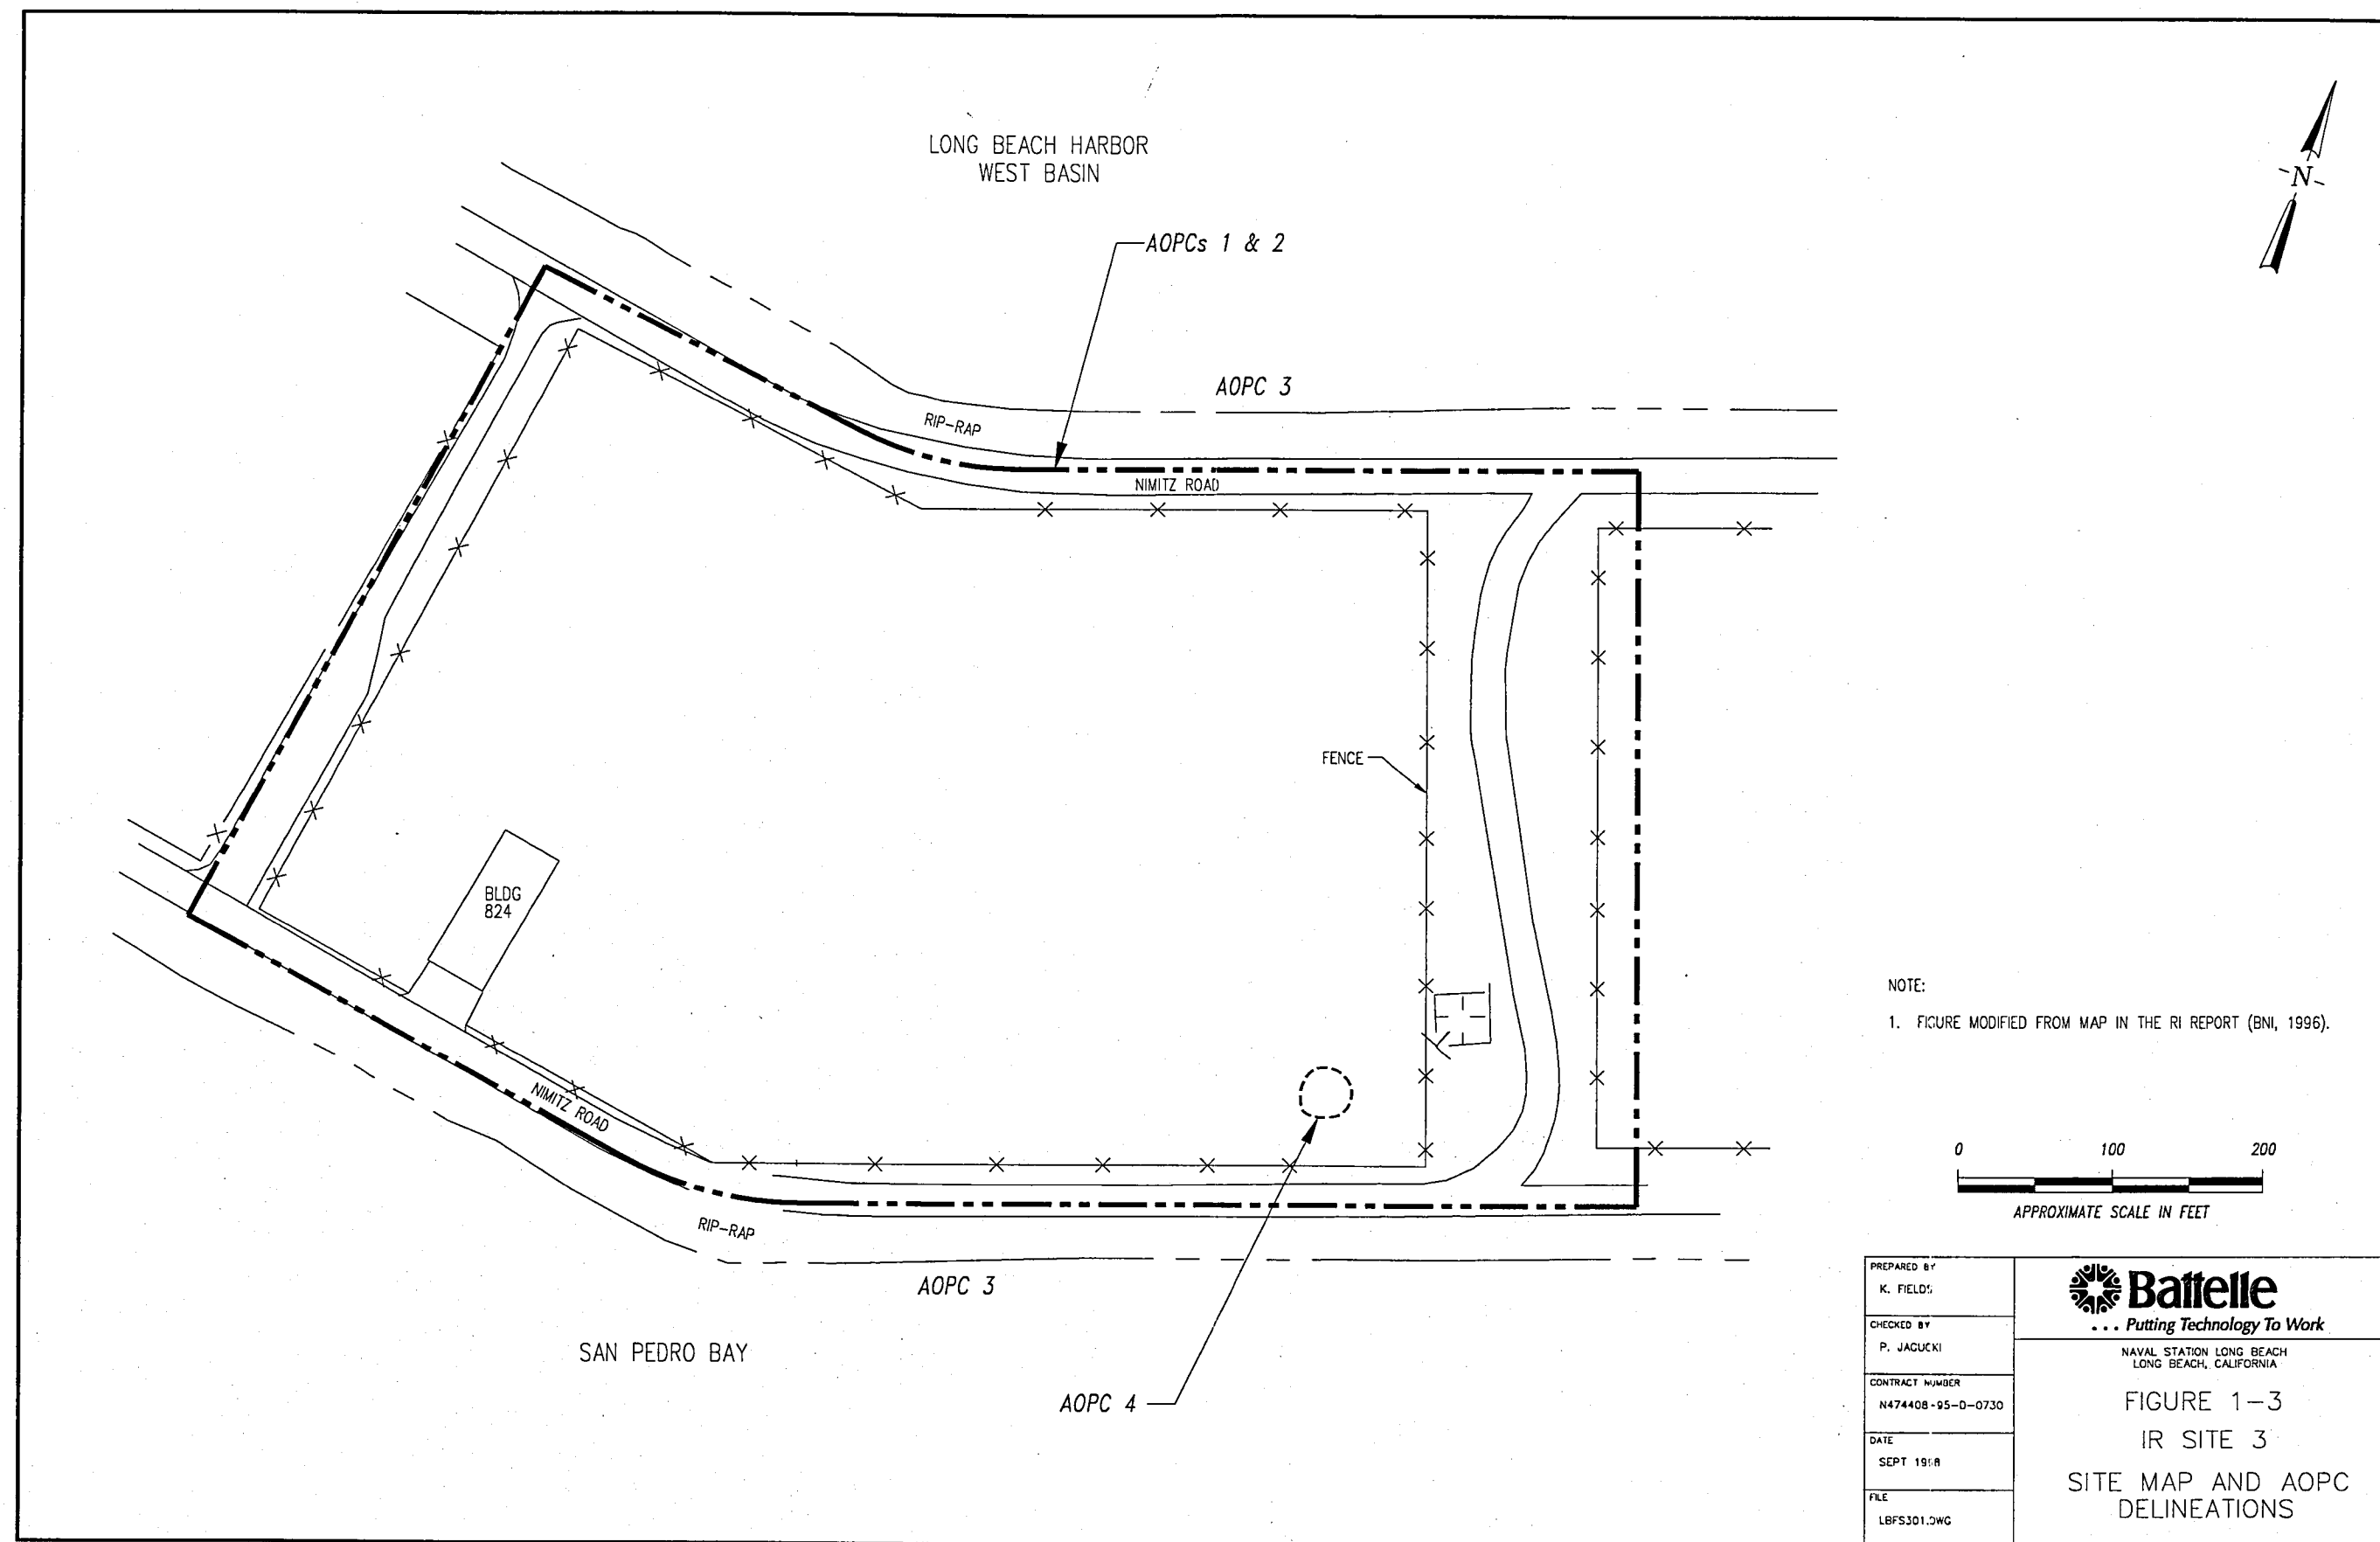 LONG BEACH HARBOR
WEST BASIN
-N-
AOPCs 1 & 2
AOPC 3
RIP-RAP
NIMITZ ROAD
FENCE
BLDG
824
NOTE:
1. FIGURE MODIFIED FROM MAP IN THE RI REPORT (BNI, 1996).
NIMITZ ROAD
RIP-RAP
AOPC 3
SAN PEDRO BAY
AOPC 4
0 100 200
APPROXIMATE SCALE IN FEET
PREPARED BY
K. FIELDS
CHECKED BY
P. JAGUCKI
CONTRACT NUMBER
N474408-95-D-0730
DATE
SEPT
FILE
LBFS301.DWG
Battelle
... Putting Technology To Work
NAVAL STATION LONG BEACH
LONG BEACH, CALIFORNIA
FIGURE 1-3
IR SITE 3
SITE MAP AND AOPC
DELINEATIONS